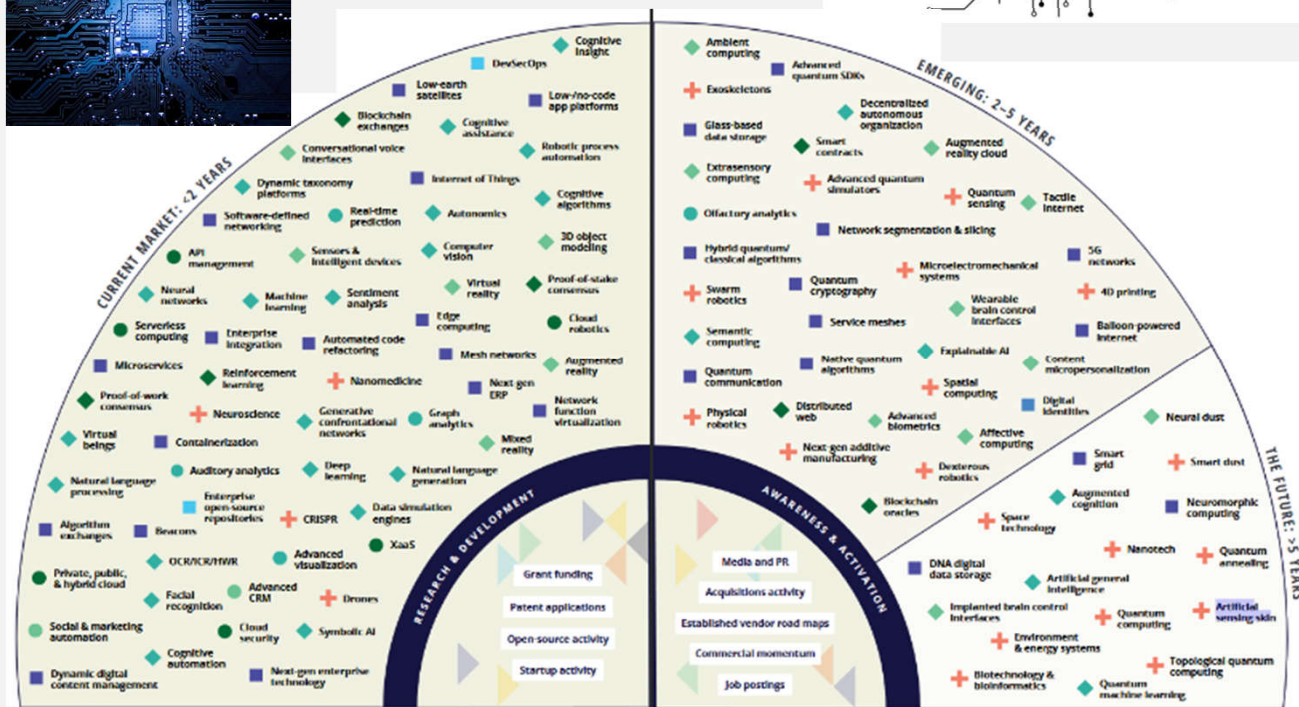 CURRENT MARKET: <2 YEARS
Cognitive
insight
DevSecOps
Low-earth
satellites
Low-/no-code
app platforms
Blockchain
exchanges
Cognitive
assistance
Conversational voice
interfaces
Robotic process
automation
Dynamic taxonomy
platforms
Internet of Things
Cognitive
algorithms
Software-defined
networking
Real-time
prediction
Autonomics
API
management
Sensors &
intelligent devices
Computer
vision
3D object
modeling
Neural
networks
Machine
learning
Sentiment
analysis
Virtual
reality
Proof-of-stake
consensus
Serverless
computing
Enterprise
integration
Automated code
refactoring
Edge
computing
Cloud
robotics
Microservices
Reinforcement
learning
Nanomedicine
Mesh networks
Augmented
reality
Proof-of-work
consensus
Neuroscience
Generative
confrontational
networks
Graph
analytics
Next-gen
ERP
Network
function
virtualization
Virtual
beings
Containerization
Mixed
reality
Auditory analytics
Deep
learning
Natural language
generation
Natural language
processing
Enterprise
open-source
repositories
CRISPR
Data simulation
engines
Algorithm
exchanges
Beacons
XaaS
OCR/ICR/HWR
Advanced
visualization
Private, public,
& hybrid cloud
Facial
recognition
Advanced
CRM
Drones
Social & marketing
automation
Cloud
security
Symbolic AI
Cognitive
automation
Dynamic digital
content management
Next-gen enterprise
technology
EMERGING: 2–5 YEARS
Ambient
computing
Advanced
quantum SDKs
Exoskeletons
Decentralized
autonomous
organization
Glass-based
data storage
Smart
contracts
Augmented
reality cloud
Extrasensory
computing
Advanced quantum
simulators
Quantum
sensing
Tactile
internet
Olfactory analytics
Network segmentation & slicing
Hybrid quantum/
classical algorithms
Microelectromechanical
systems
5G
networks
Swarm
robotics
Quantum
cryptography
Wearable
brain control
interfaces
4D printing
Semantic
computing
Service meshes
Explainable AI
Balloon-powered
internet
Quantum
communication
Native quantum
algorithms
Spatial
computing
Content
micropersonalization
Physical
robotics
Distributed
web
Advanced
biometrics
Digital
identities
Next-gen additive
manufacturing
Affective
computing
Dexterous
robotics
Blockchain
oracles
THE FUTURE: >5 YEARS
Neural dust
Smart
grid
Smart dust
Augmented
cognition
Neuromorphic
computing
Space
technology
Nanotech
Quantum
annealing
DNA digital
data storage
Artificial general
intelligence
Implanted brain control
interfaces
Quantum
computing
Artificial
sensing skin
Environment
& energy systems
Biotechnology &
bioinformatics
Topological quantum
computing
Quantum
machine learning
RESEARCH & DEVELOPMENT
Grant funding
Patent applications
Open-source activity
Startup activity
AWARENESS & ACTIVATION
Media and PR
Acquisitions activity
Established vendor road maps
Commercial momentum
Job postings